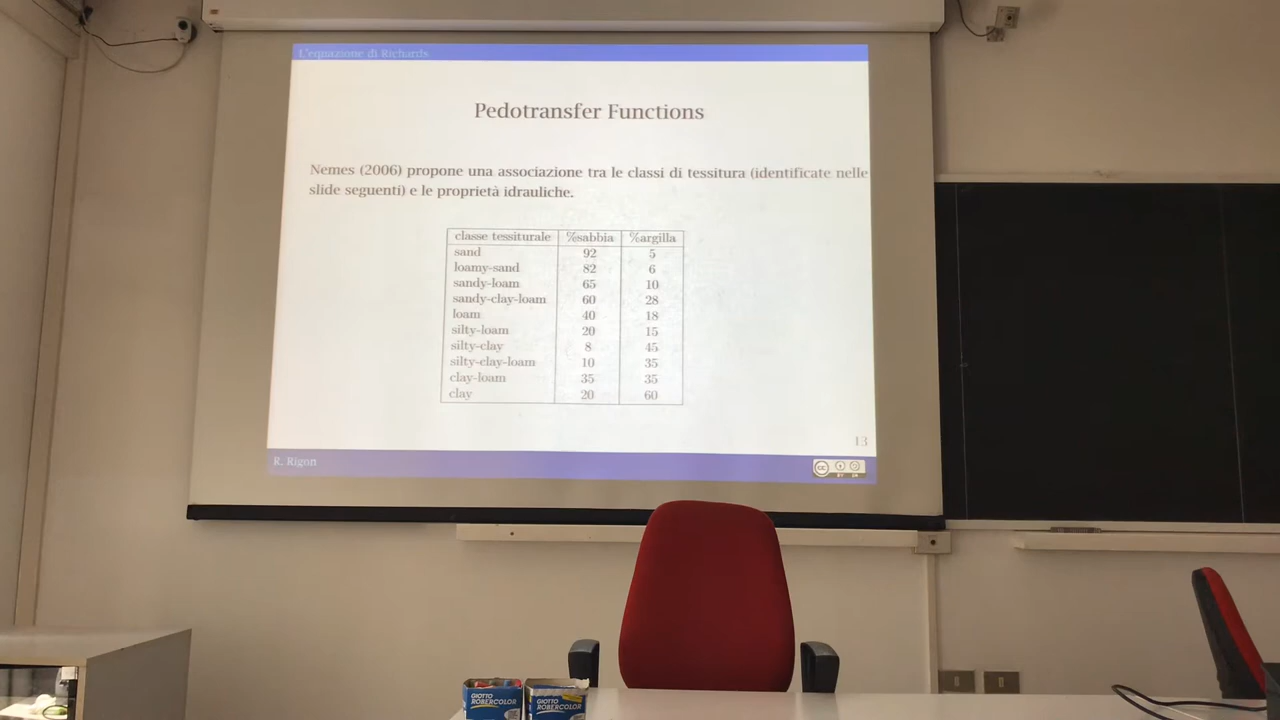 L'equazione di Richards
Pedotransfer Functions
Nemes (2006) propone una associazione tra le classi di tessitura (identificate nelle
slide seguenti) e le proprietà idrauliche.
classe tessiturale %sabbia %argilla
sand 92 5
loamy-sand 82 6
sandy-loam 65 10
sandy-clay-loam 60 28
loam 40 18
silty-loam 20 15
silty-clay 8 45
silty-clay-loam 10 35
clay-loam 35 35
clay 20 60
13
R. Rigon
cc
GIOTTO
ROBERCOLOR
GIOTTO
ROBERCOLOR